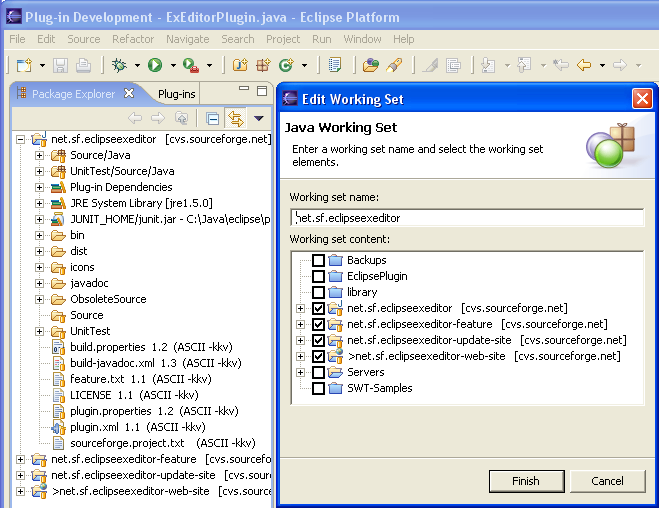 Plug-in Development - ExEditorPlugin.java - Eclipse Platform
File Edit Source Refactor Navigate Search Project Eclipse Run Window Help
Package Explorer Plug-ins
net.sf.eclipseexeditor [cvs.sourceforge.net]
Source/Java
UnitTest/Source/Java
Plug-in Dependencies
JRE System Library [jre1.5.0]
JUNIT_HOME/junit.jar - C:\Java\eclipse\p
bin
dist
icons
javadoc
ObsoleteSource
Source
UnitTest
build.properties 1.2 (ASCII -kkv)
build-javadoc.xml 1.3 (ASCII -kkv)
feature.txt 1.1 (ASCII -kkv)
LICENSE 1.1 (ASCII -kkv)
plugin.properties 1.2 (ASCII -kkv)
plugin.xml 1.1 (ASCII -kkv)
sourceforge.project.txt (ASCII -kkv)
net.sf.eclipseexeditor-feature [cvs.sourcefo
net.sf.eclipseexeditor-update-site [cvs.sour
>net.sf.eclipseexeditor-web-site [cvs.sourc
Edit Working Set
Java Working Set
Enter a working set name and select the working set
elements.
Working set name:
net.sf.eclipseexeditor
Working set content:
Backups
EclipsePlugin
library
net.sf.eclipseexeditor [cvs.sourceforge.net]
net.sf.eclipseexeditor-feature [cvs.sourceforge.net]
net.sf.eclipseexeditor-update-site [cvs.sourceforge.net]
>net.sf.eclipseexeditor-web-site [cvs.sourceforge.net]
Servers
SWT-Samples
Finish Cancel